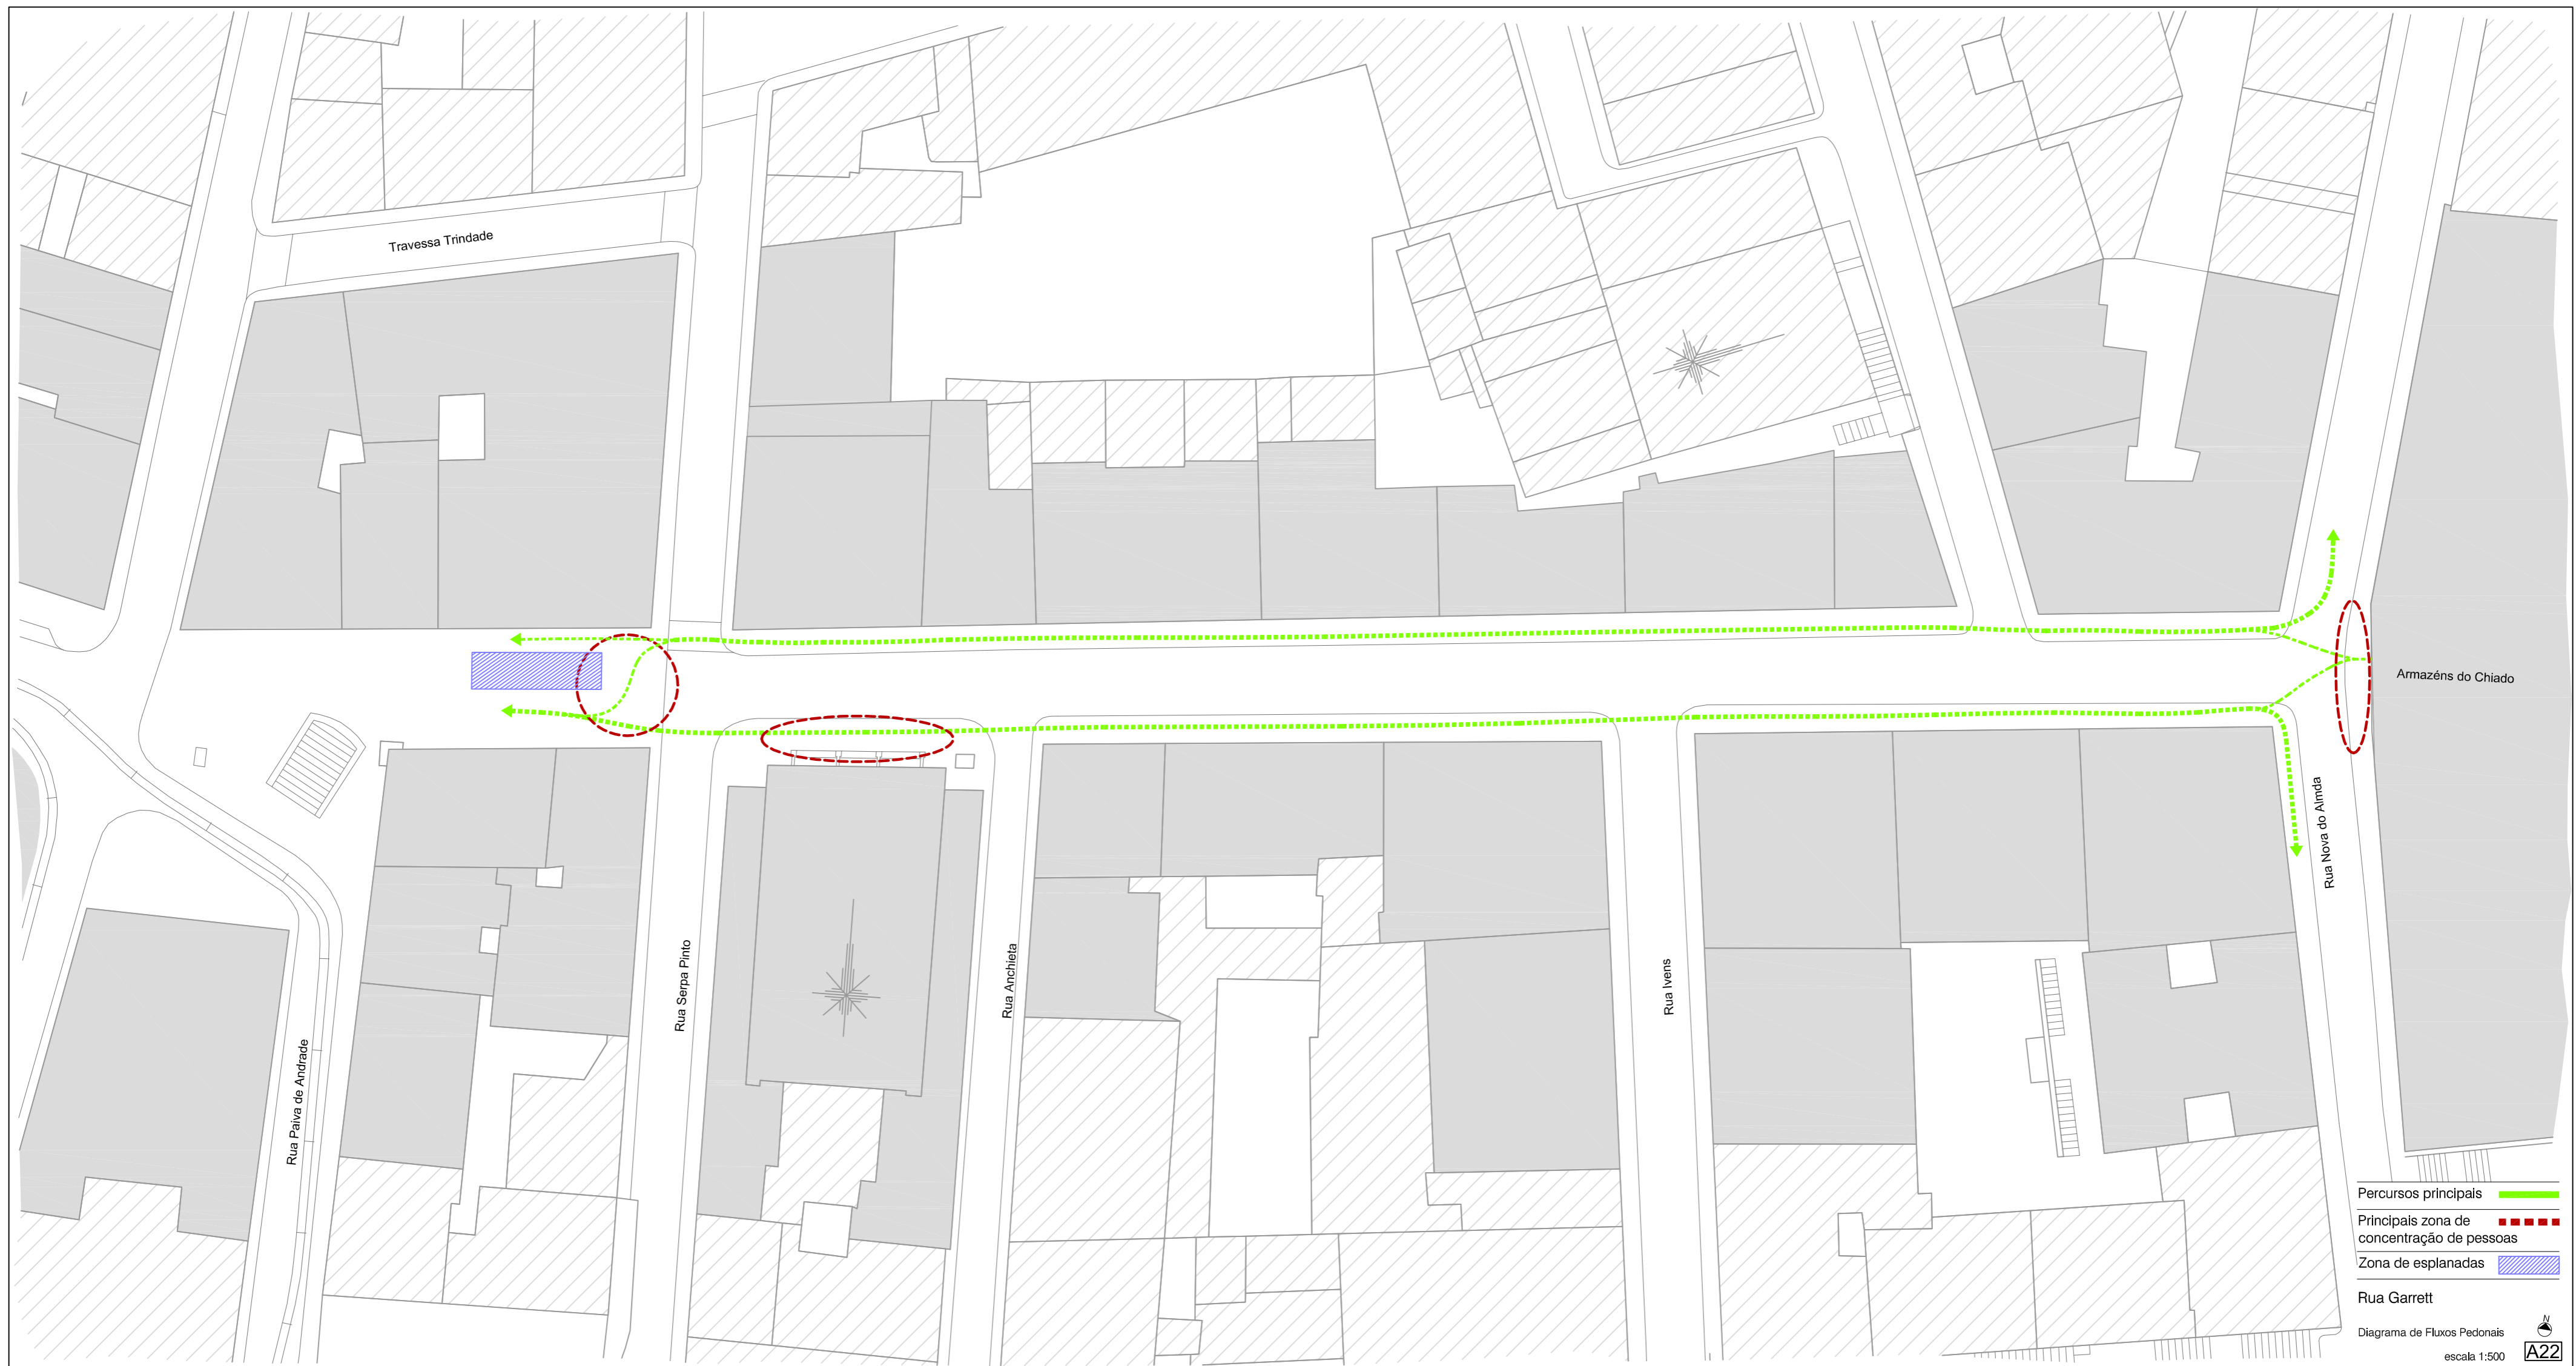 Travessa Trindade
Armazéns do Chiado
Rua Nova do Almda
Rua Serpa Pinto
Rua Anchieta
Rua Ivens
Rua Paiva de Andrade
Percursos principais
Principais zona de
concentração de pessoas
Zona de esplanadas
Rua Garrett
N
Diagrama de Fluxos Pedonais
escala 1:500
A22